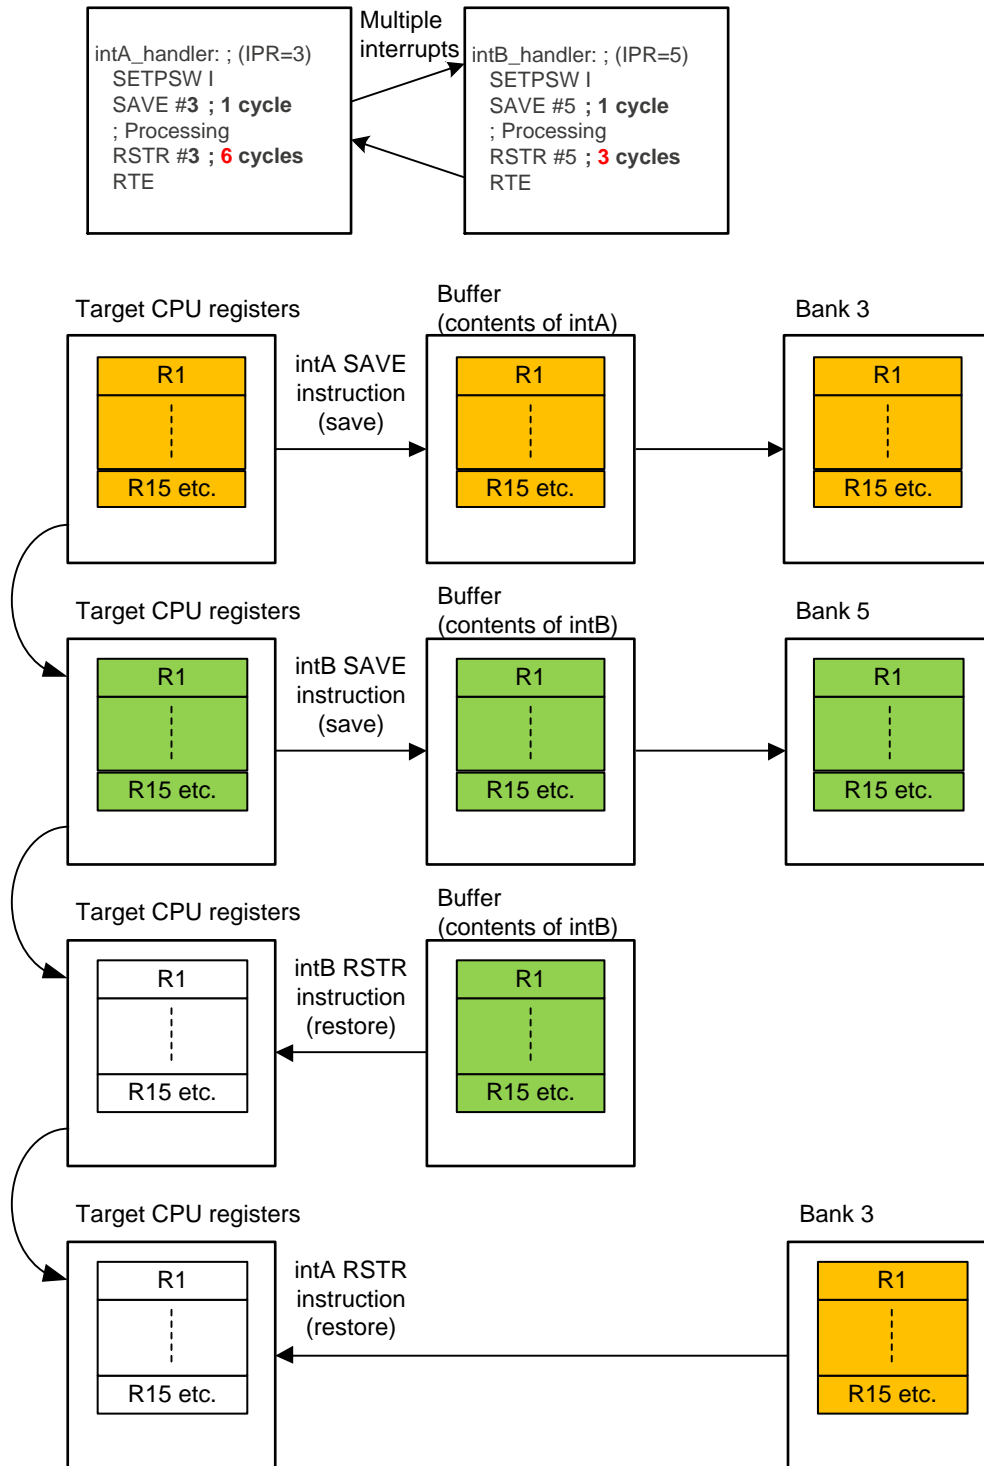 Multiple
interrupts
intA_handler: ; (IPR=3)
SETPSW I
SAVE #3 ; 1 cycle
; Processing
RSTR #3 ; 6 cycles
RTE
intB_handler: ; (IPR=5)
SETPSW I
SAVE #5 ; 1 cycle
; Processing
RSTR #5 ; 3 cycles
RTE
Target CPU registers
R1
R15 etc.
intA SAVE
instruction
(save)
Buffer
(contents of intA)
R1
R15 etc.
Bank 3
R1
R15 etc.
Target CPU registers
R1
R15 etc.
intB SAVE
instruction
(save)
Buffer
(contents of intB)
R1
R15 etc.
Bank 5
R1
R15 etc.
Target CPU registers
R1
R15 etc.
intB RSTR
instruction
(restore)
Buffer
(contents of intB)
R1
R15 etc.
Target CPU registers
R1
R15 etc.
intA RSTR
instruction
(restore)
Bank 3
R1
R15 etc.